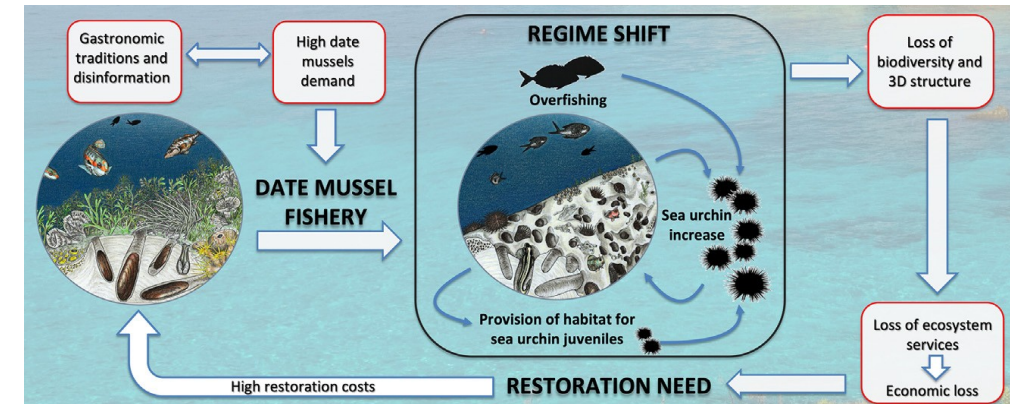 Gastronomic
traditions and
disinformation
High date
mussels
demand
DATE MUSSEL
FISHERY
REGIME SHIFT
Overfishing
Sea urchin
increase
Provision of habitat for
sea urchin juveniles
Loss of
biodiversity and
3D structure
Loss of ecosystem
services
Economic loss
RESTORATION NEED
High restoration costs